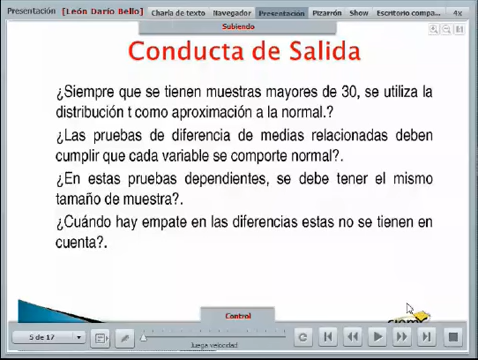 Presentación [León Darío Bello] Charla de texto Navegador Presentación Pizarrón Show Escritorio compa... 4x
Subiendo
Conducta de Salida
¿Siempre que se tienen muestras mayores de 30, se utiliza la
distribución t como aproximación a la normal.?
¿Las pruebas de diferencia de medias relacionadas deben
cumplir que cada variable se comporte normal?.
¿En estas pruebas dependientes, se debe tener el mismo
tamaño de muestra?.
¿Cuándo hay empate en las diferencias estas no se tienen en
cuenta?.
Control
5 de 17
Juega velocidad